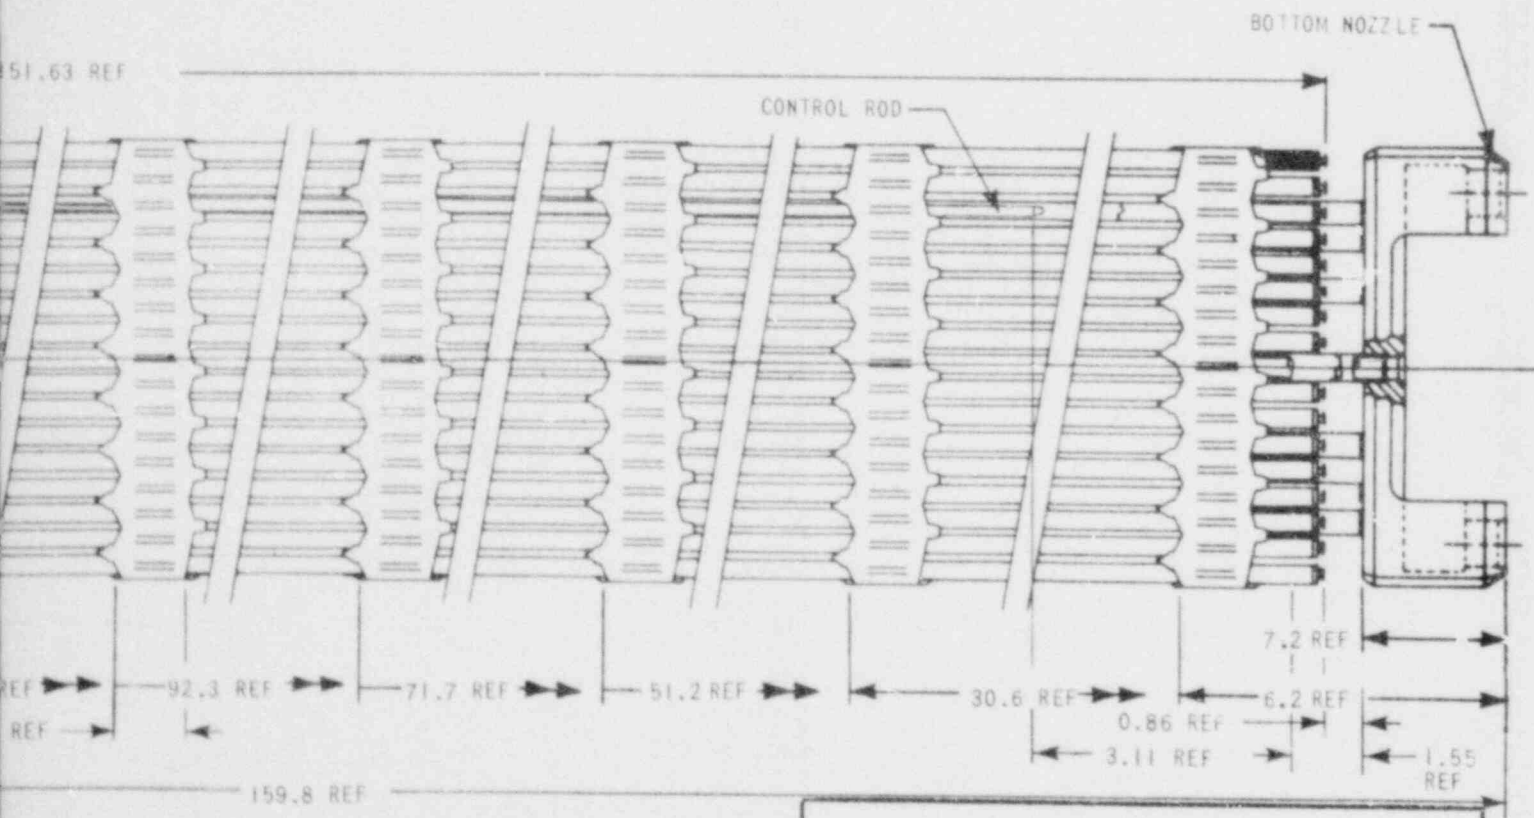 BOTTOM NOZZLE
51.63 REF
CONTROL ROD
7.2 REF
REF
92.3 REF
71.7 REF
51.2 REF
30.6 REF
6.2 REF
REF
0.86 REF
3.11 REF
1.55
REF
159.8 REF